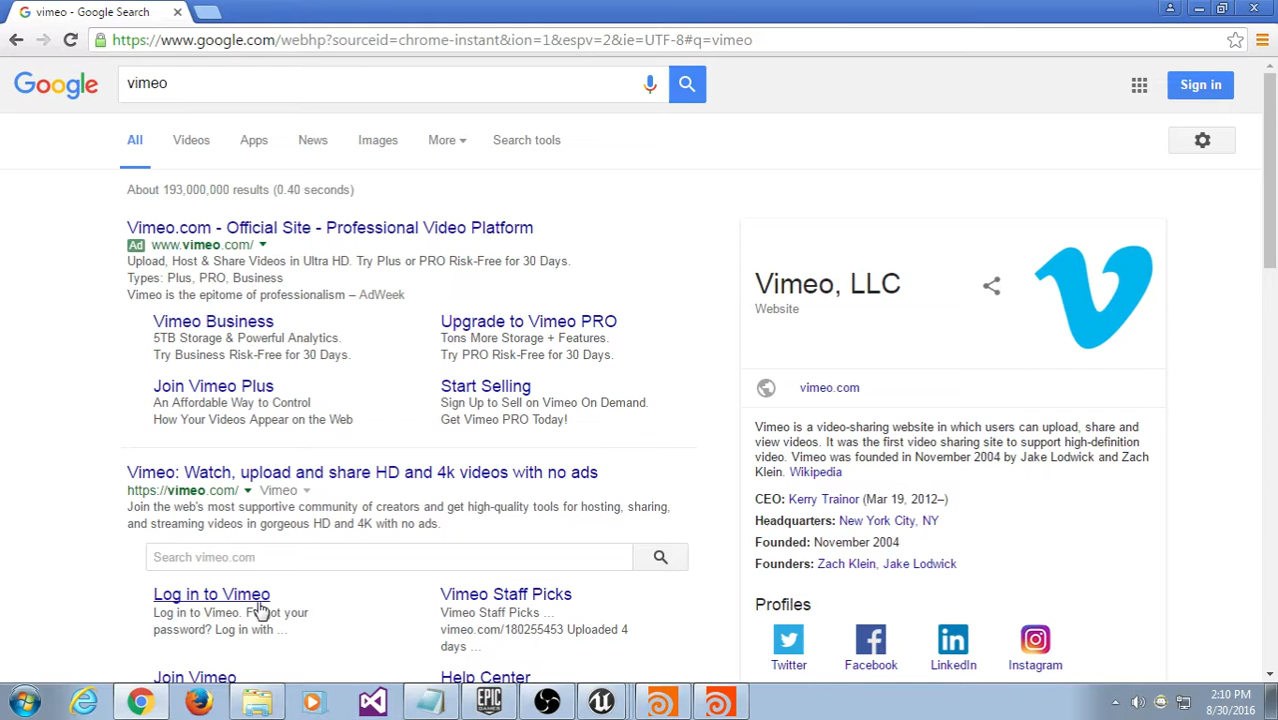 vimeo - Google Search
https://www.google.com/webhp?sourceid=chrome-instant&ion=1&espv=2&ie=UTF-8#q=vimeo
Google
vimeo
Sign in
All Videos Apps News Images More Search tools
About 193,000,000 results (0.40 seconds)
Vimeo.com - Official Site - Professional Video Platform
Ad www.vimeo.com/
Upload, Host & Share Videos in Ultra HD. Try Plus or PRO Risk-Free for 30 Days.
Types: Plus, PRO, Business
Vimeo is the epitome of professionalism – AdWeek
Vimeo Business
5TB Storage & Powerful Analytics.
Try Business Risk-Free for 30 Days.
Upgrade to Vimeo PRO
Tons More Storage + Features.
Try PRO Risk-Free for 30 Days.
Join Vimeo Plus
An Affordable Way to Control
How Your Videos Appear on the Web
Start Selling
Sign Up to Sell on Vimeo On Demand.
Get Vimeo PRO Today!
Vimeo: Watch, upload and share HD and 4k videos with no ads
https://vimeo.com/ Vimeo
Join the web's most supportive community of creators and get high-quality tools for hosting, sharing,
and streaming videos in gorgeous HD and 4K with no ads.
Search vimeo.com
Log in to Vimeo
Log in to Vimeo. your
password? Log in with ...
Vimeo Staff Picks
Vimeo Staff Picks ...
vimeo.com/180255453 Uploaded 4
days ...
Join Vimeo
Help Center
Vimeo, LLC
Website
vimeo.com
Vimeo is a video-sharing website in which users can upload, share and
view videos. It was the first video sharing site to support high-definition
video. Vimeo was founded in November 2004 by Jake Lodwick and Zach
Klein. Wikipedia
CEO: Kerry Trainor (Mar 19, 2012–)
Headquarters: New York City, NY
Founded: November 2004
Founders: Zach Klein, Jake Lodwick
Profiles
Twitter Facebook LinkedIn Instagram
EPIC
GAMES
2:10 PM
8/30/2016